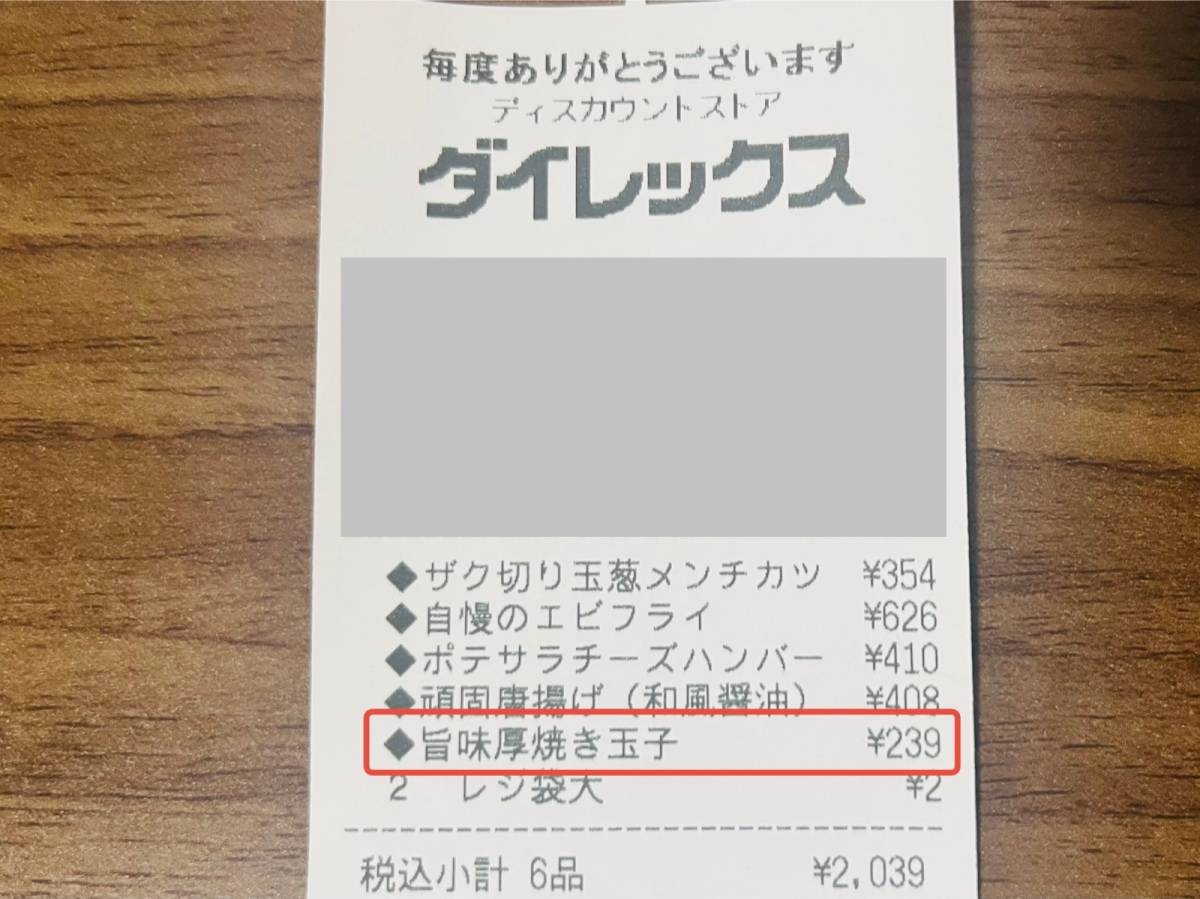 毎度ありがとうございます
ディスカウントストア
ダイレックス
◆ザク切り玉葱メンチカツ ¥354
◆自慢のエビフライ ¥626
◆ポテサラチーズハンバー ¥410
◆頑固唐揚げ（和風醤油） ¥408
◆旨味厚焼き玉子 ¥239
2 レジ袋大 ¥2
税込小計 6品 ¥2,039